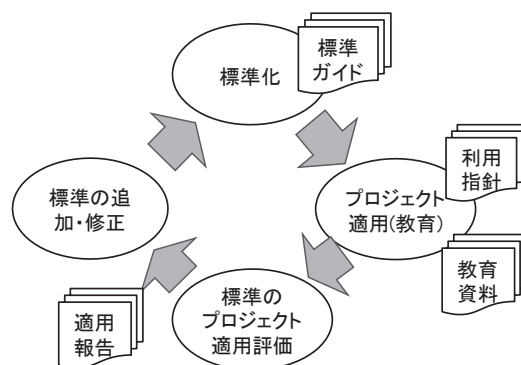 標準化
標準
ガイド
プロジェクト
適用(教育)
利用
指針
教育
資料
標準の
プロジェクト
適用評価
適用
報告
標準の追
加・修正